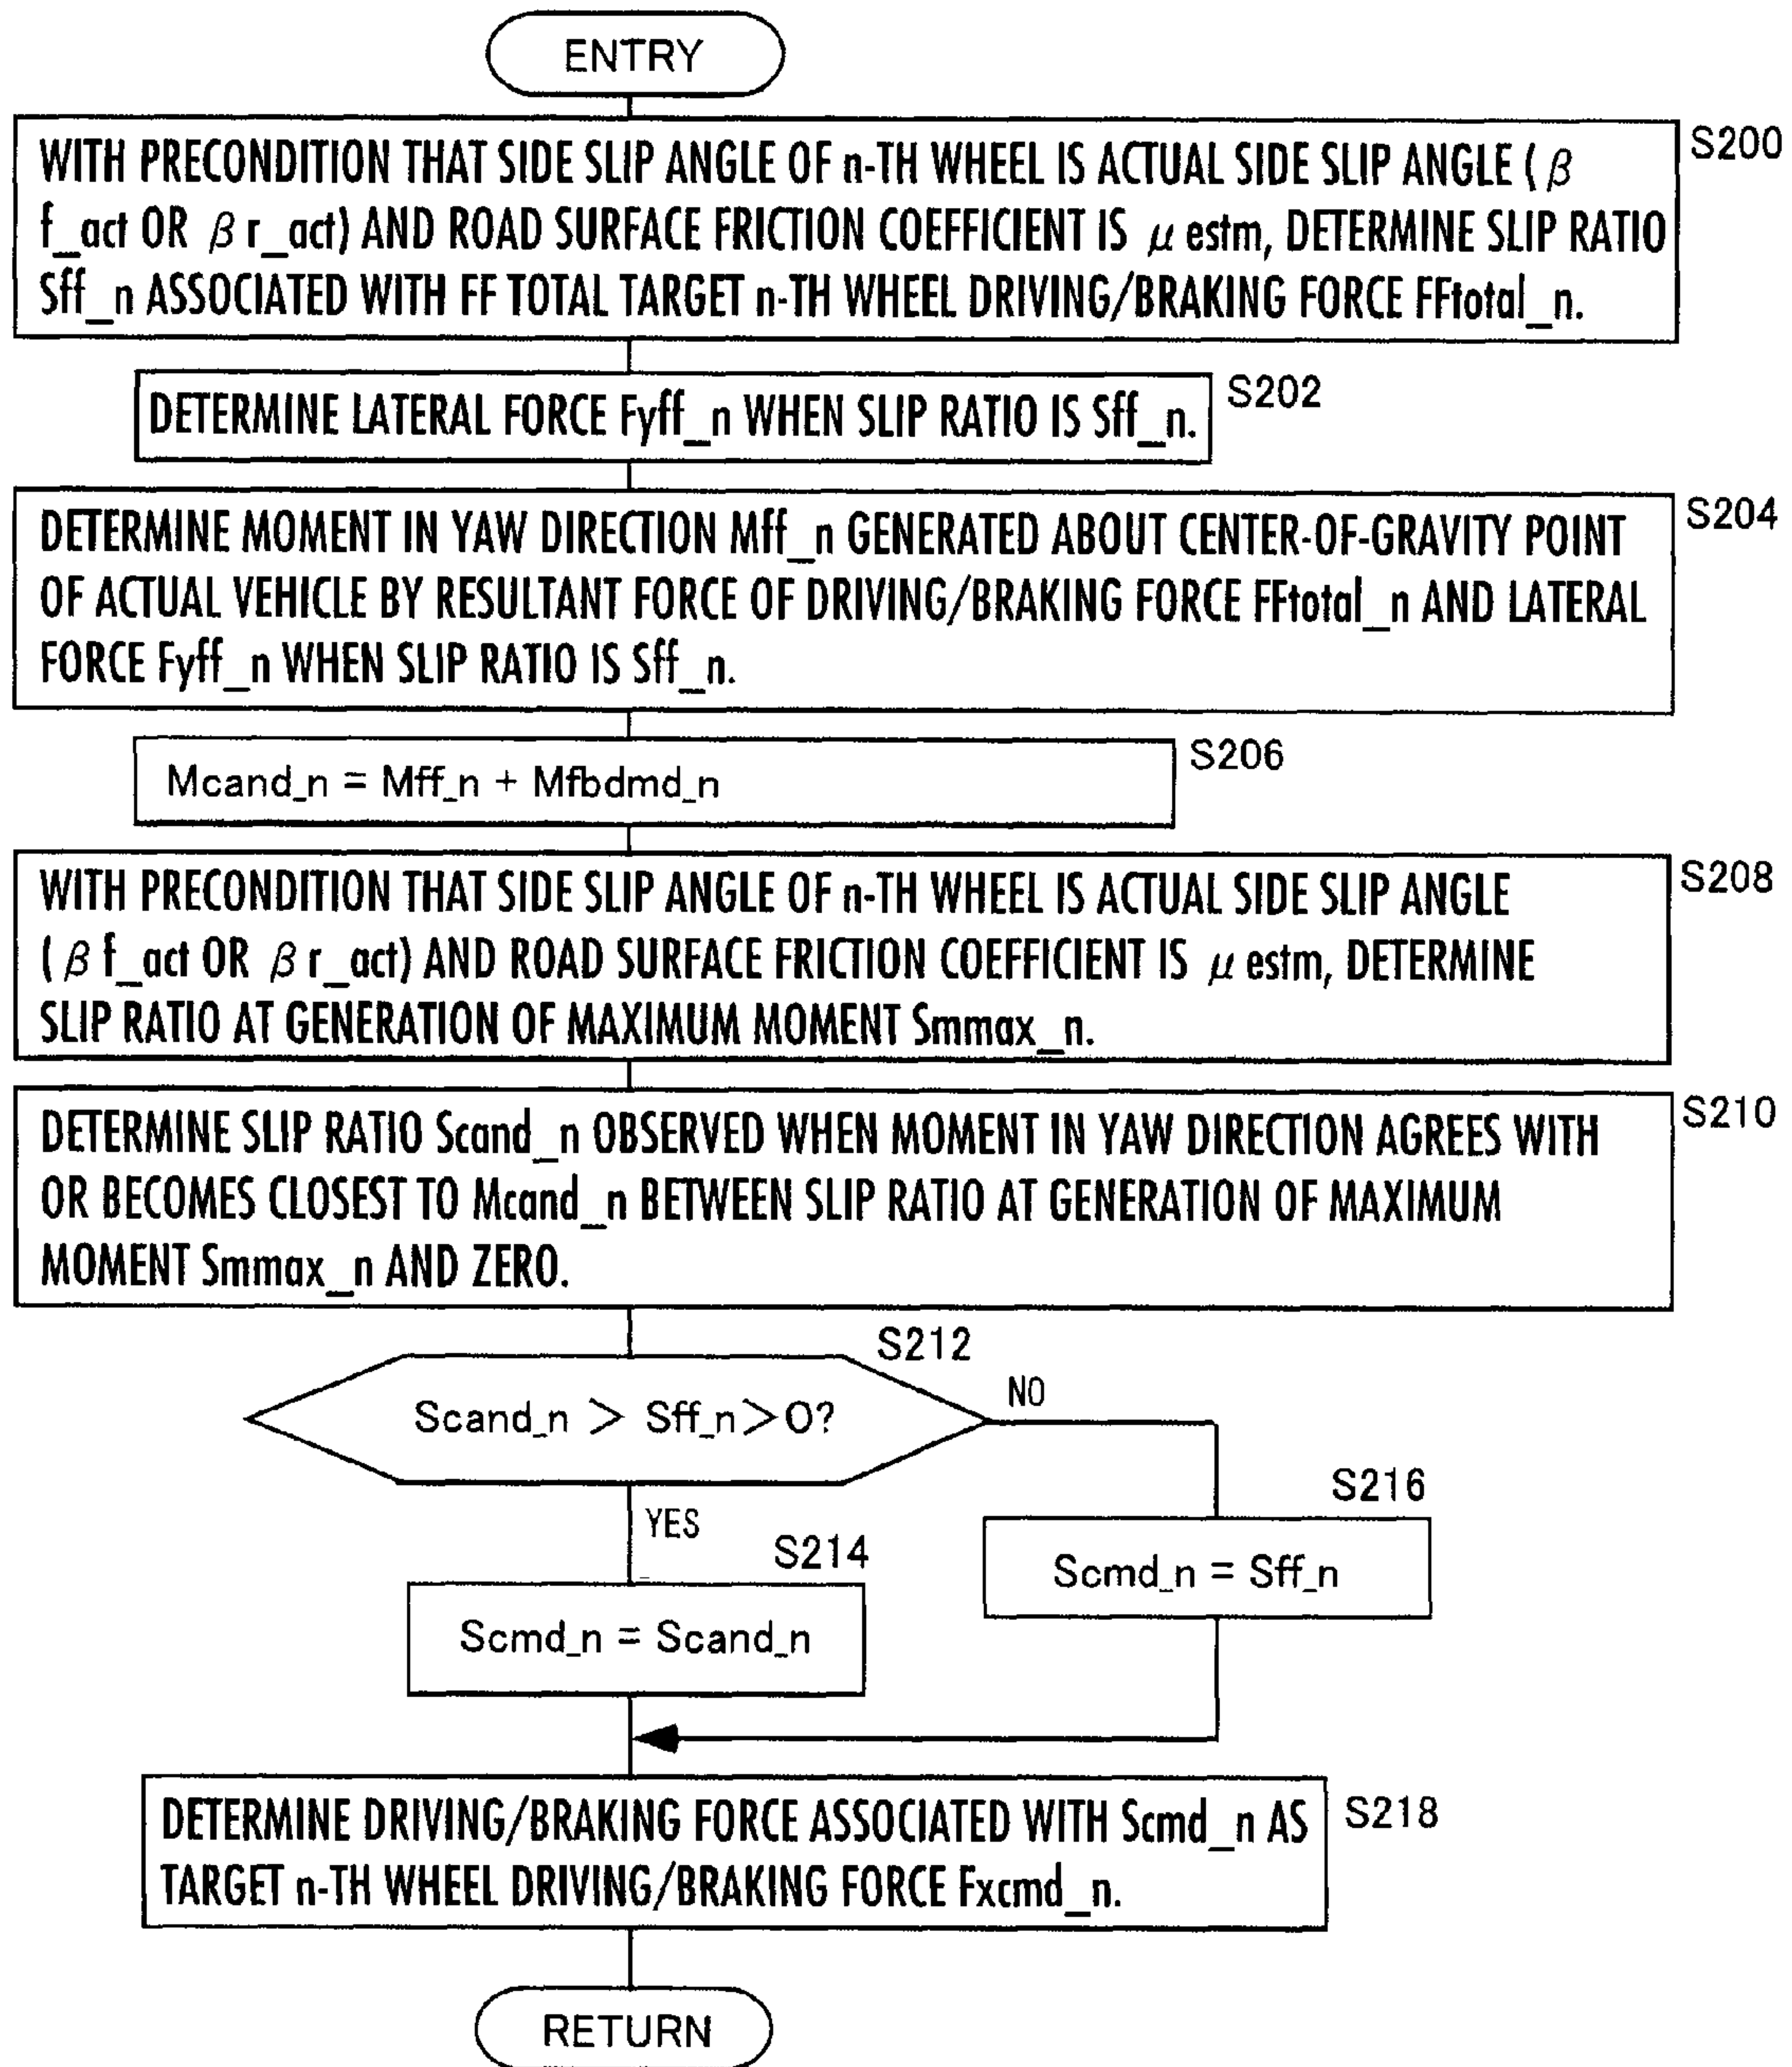 ENTRY
S200
WITH PRECONDITION THAT SIDE SLIP ANGLE OF n-TH WHEEL IS ACTUAL SIDE SLIP ANGLE (β
f_act OR βr_act) AND ROAD SURFACE FRICTION COEFFICIENT IS μestm, DETERMINE SLIP RATIO
Sff_n ASSOCIATED WITH FF TOTAL TARGET n-TH WHEEL DRIVING/BRAKING FORCE FFtotal_n.
S202
DETERMINE LATERAL FORCE Fyff_n WHEN SLIP RATIO IS Sff_n.
S204
DETERMINE MOMENT IN YAW DIRECTION Mff_n GENERATED ABOUT CENTER-OF-GRAVITY POINT
OF ACTUAL VEHICLE BY RESULTANT FORCE OF DRIVING/BRAKING FORCE FFtotal_n AND LATERAL
FORCE Fyff_n WHEN SLIP RATIO IS Sff_n.
S206
Mcand_n = Mff_n + Mfbdmd_n
S208
WITH PRECONDITION THAT SIDE SLIP ANGLE OF n-TH WHEEL IS ACTUAL SIDE SLIP ANGLE
(βf_act OR βr_act) AND ROAD SURFACE FRICTION COEFFICIENT IS μestm, DETERMINE
SLIP RATIO AT GENERATION OF MAXIMUM MOMENT Smmax_n.
S210
DETERMINE SLIP RATIO Scand_n OBSERVED WHEN MOMENT IN YAW DIRECTION AGREES WITH
OR BECOMES CLOSEST TO Mcand_n BETWEEN SLIP RATIO AT GENERATION OF MAXIMUM
MOMENT Smmax_n AND ZERO.
S212
Scand_n > Sff_n>0?
NO
YES
S214
Scmd_n = Scand_n
S216
Scmd_n = Sff_n
S218
DETERMINE DRIVING/BRAKING FORCE ASSOCIATED WITH Scmd_n AS
TARGET n-TH WHEEL DRIVING/BRAKING FORCE Fxcmd_n.
RETURN